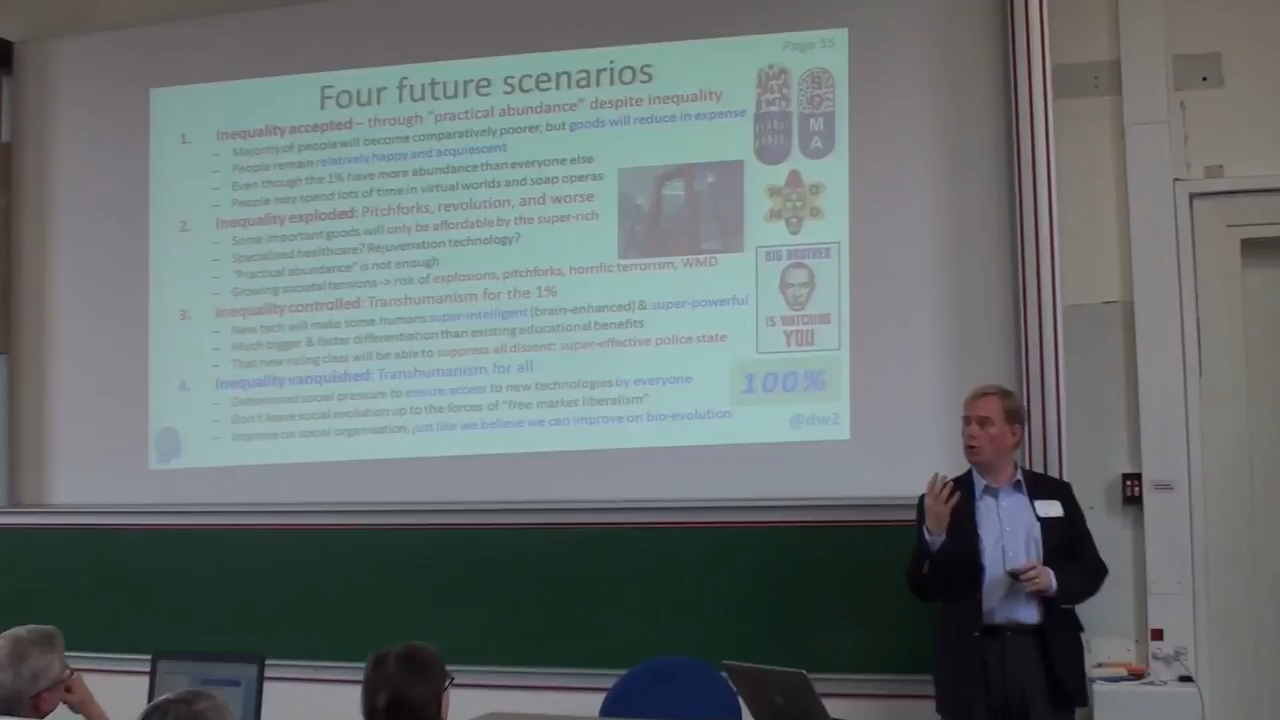 Page 55
Four future scenarios
1. Inequality accepted – through "practical abundance" despite inequality
– Majority of people will become comparatively poorer, but goods will reduce in expense
– People remain relatively happy and acquiescent
– Even though the 1% have more abundance than everyone else
– People may spend lots of time in virtual worlds and soap operas
2. Inequality exploded: Pitchforks, revolution, and worse
– Some important goods will only be affordable by the super-rich
– Specialised healthcare? Rejuvenation technology?
– "Practical abundance" is not enough
– Growing societal tensions -> risk of explosions, pitchforks, horrific terrorism, WMD
3. Inequality controlled: Transhumanism for the 1%
– New tech will make some humans super-intelligent (brain-enhanced) & super-powerful
– Much bigger & faster differentiation than existing educational benefits
– That new ruling class will be able to suppress all dissent: super-effective police state
4. Inequality vanquished: Transhumanism for all
– Determined social pressure to ensure access to new technologies by everyone
– Don't leave social evolution up to the forces of "free market liberalism"
– Improve on social organisation, just like we believe we can improve on bio-evolution
SOMA
BIG BROTHER
IS WATCHING
YOU
100%
@dw2